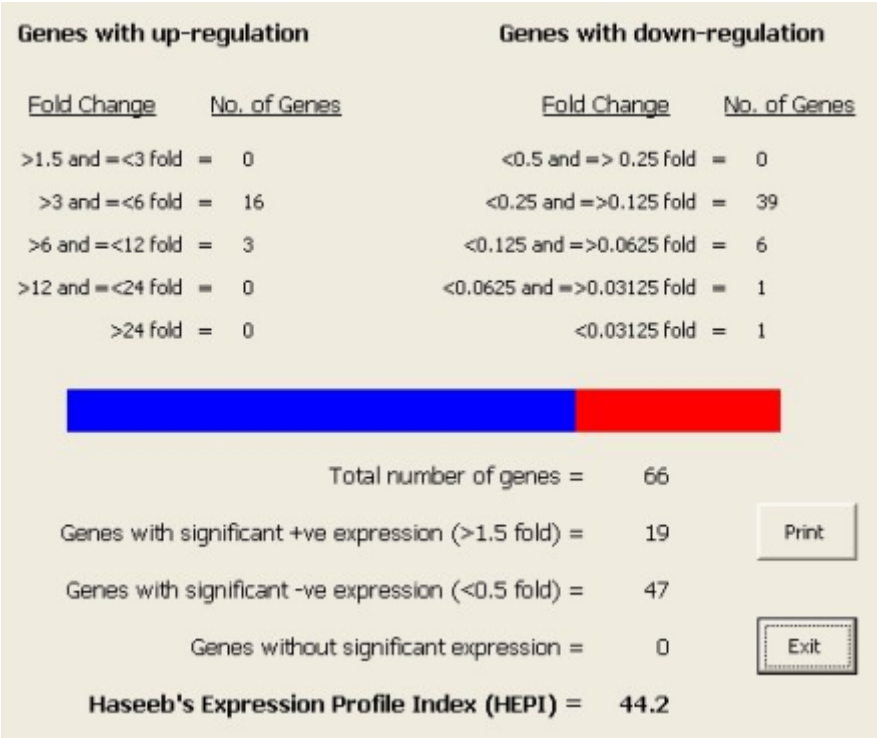 Genes with up-regulation Genes with down-regulation
Fold Change No. of Genes Fold Change No. of Genes
>1.5 and =<3 fold = 0 <0.5 and => 0.25 fold = 0
>3 and =<6 fold = 16 <0.25 and =>0.125 fold = 39
>6 and =<12 fold = 3 <0.125 and =>0.0625 fold = 6
>12 and =<24 fold = 0 <0.0625 and =>0.03125 fold = 1
>24 fold = 0 <0.03125 fold = 1
Total number of genes = 66
Genes with significant +ve expression (>1.5 fold) = 19 Print
Genes with significant -ve expression (<0.5 fold) = 47
Genes without significant expression = 0 Exit
Haseeb's Expression Profile Index (HEPI) = 44.2